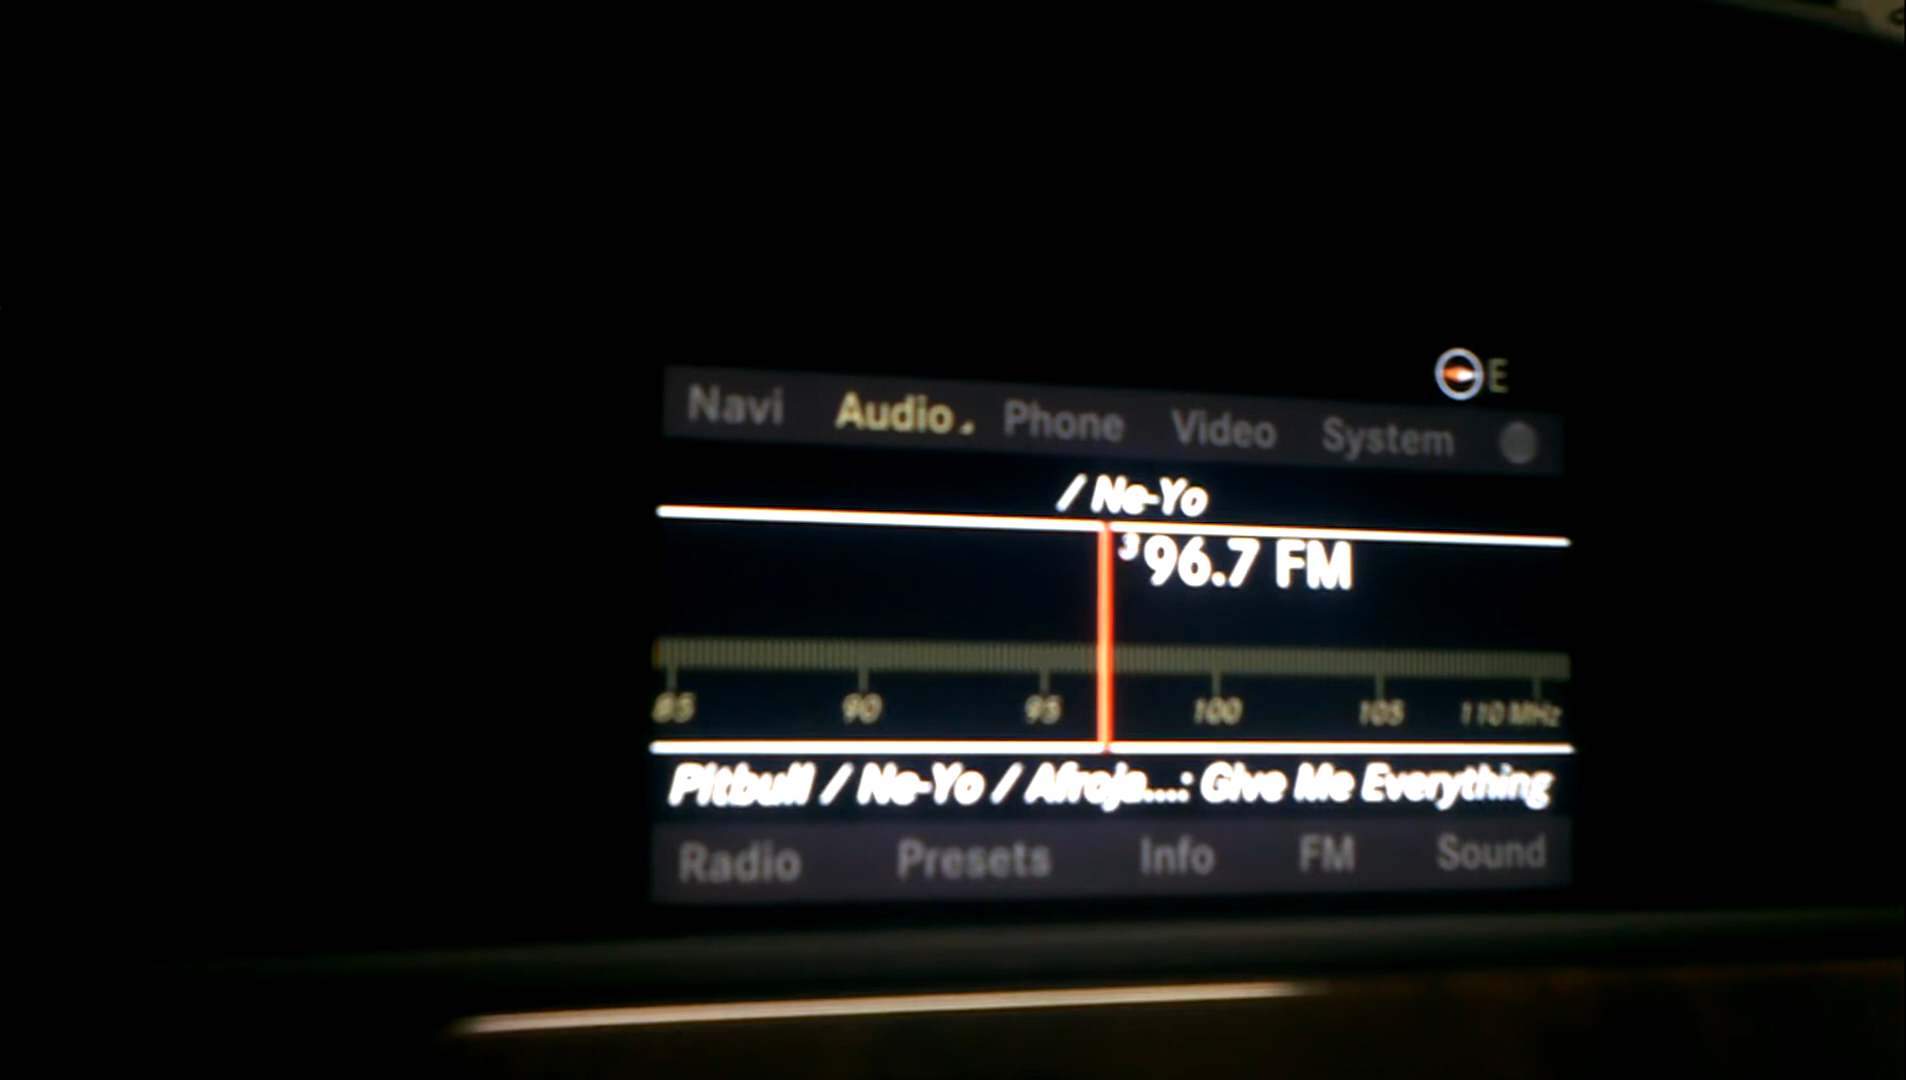 E
Navi Audio Phone Video System
/ Ne-Yo
3 96.7 FM
85 90 95 100 105 110 MHz
Pitbull / Ne-Yo / Afroja...: Give Me Everything
Radio Presets Info FM Sound